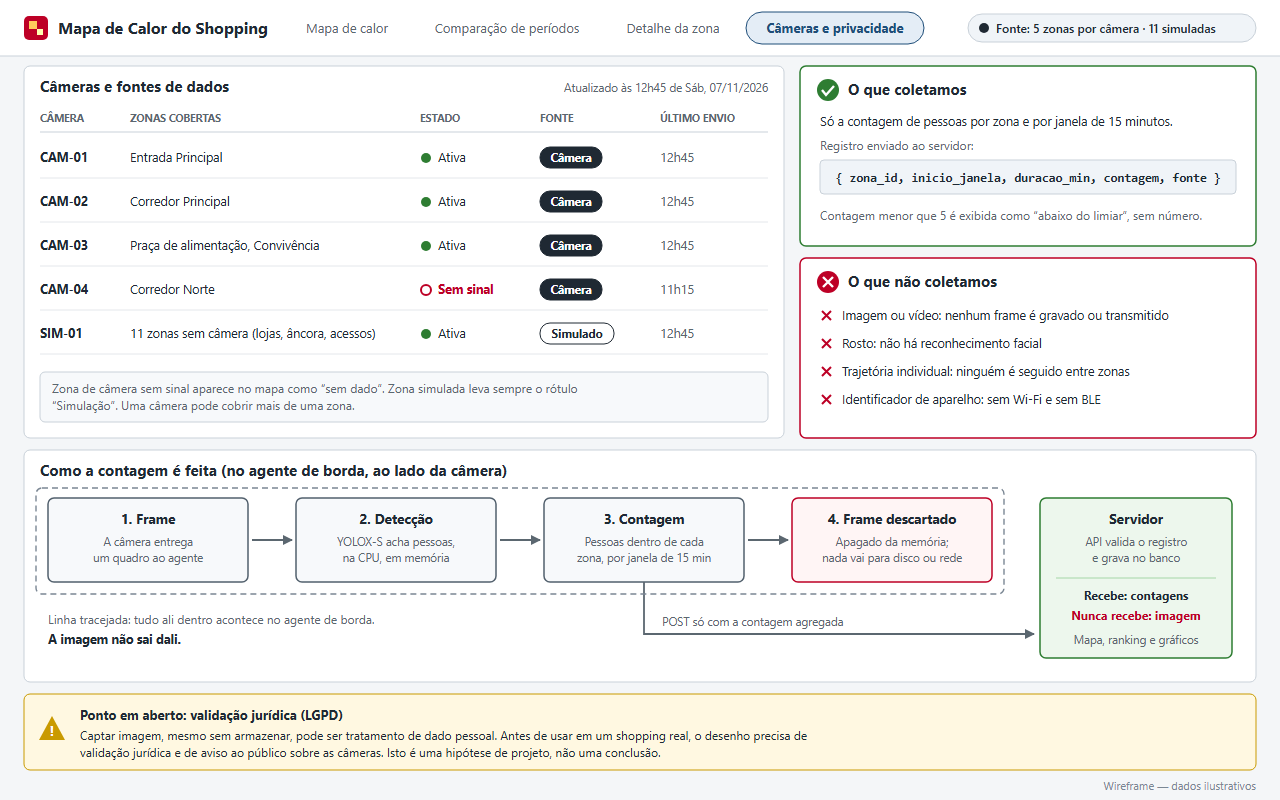 Mapa de Calor do Shopping
Mapa de calor
Comparação de períodos
Detalhe da zona
Câmeras e privacidade
Fonte: 5 zonas por câmera · 11 simuladas
Câmeras e fontes de dados
Atualizado às 12h45 de Sáb, 07/11/2026
CÂMERA ZONAS COBERTAS ESTADO FONTE ÚLTIMO ENVIO
CAM-01 Entrada Principal Ativa Câmera 12h45
CAM-02 Corredor Principal Ativa Câmera 12h45
CAM-03 Praça de alimentação, Convivência Ativa Câmera 12h45
CAM-04 Corredor Norte Sem sinal Câmera 11h15
SIM-01 11 zonas sem câmera (lojas, âncora, acessos) Ativa Simulado 12h45
Zona de câmera sem sinal aparece no mapa como “sem dado”. Zona simulada leva sempre o rótulo
“Simulação”. Uma câmera pode cobrir mais de uma zona.
O que coletamos
Só a contagem de pessoas por zona e por janela de 15 minutos.
Registro enviado ao servidor:
{ zona_id, inicio_janela, duracao_min, contagem, fonte }
Contagem menor que 5 é exibida como “abaixo do limiar”, sem número.
O que não coletamos
Imagem ou vídeo: nenhum frame é gravado ou transmitido
Rosto: não há reconhecimento facial
Trajetória individual: ninguém é seguido entre zonas
Identificador de aparelho: sem Wi-Fi e sem BLE
Como a contagem é feita (no agente de borda, ao lado da câmera)
1. Frame
A câmera entrega
um quadro ao agente
2. Detecção
YOLOX-S acha pessoas,
na CPU, em memória
3. Contagem
Pessoas dentro de cada
zona, por janela de 15 min
4. Frame descartado
Apagado da memória;
nada vai para disco ou rede
Servidor
API valida o registro
e grava no banco
Recebe: contagens
Nunca recebe: imagem
Mapa, ranking e gráficos
Linha tracejada: tudo ali dentro acontece no agente de borda.
A imagem não sai dali.
POST só com a contagem agregada
Ponto em aberto: validação jurídica (LGPD)
Captar imagem, mesmo sem armazenar, pode ser tratamento de dado pessoal. Antes de usar em um shopping real, o desenho precisa de
validação jurídica e de aviso ao público sobre as câmeras. Isto é uma hipótese de projeto, não uma conclusão.
Wireframe — dados ilustrativos